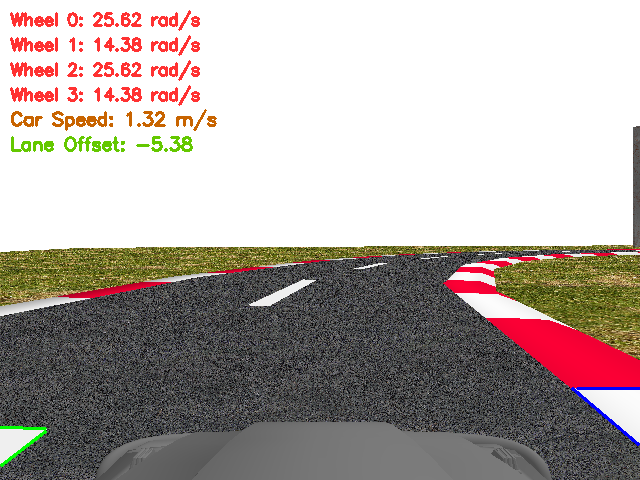 Wheel 0: 25.62 rad/s
Wheel 1: 14.38 rad/s
Wheel 2: 25.62 rad/s
Wheel 3: 14.38 rad/s
Car Speed: 1.32 m/s
Lane Offset: -5.38